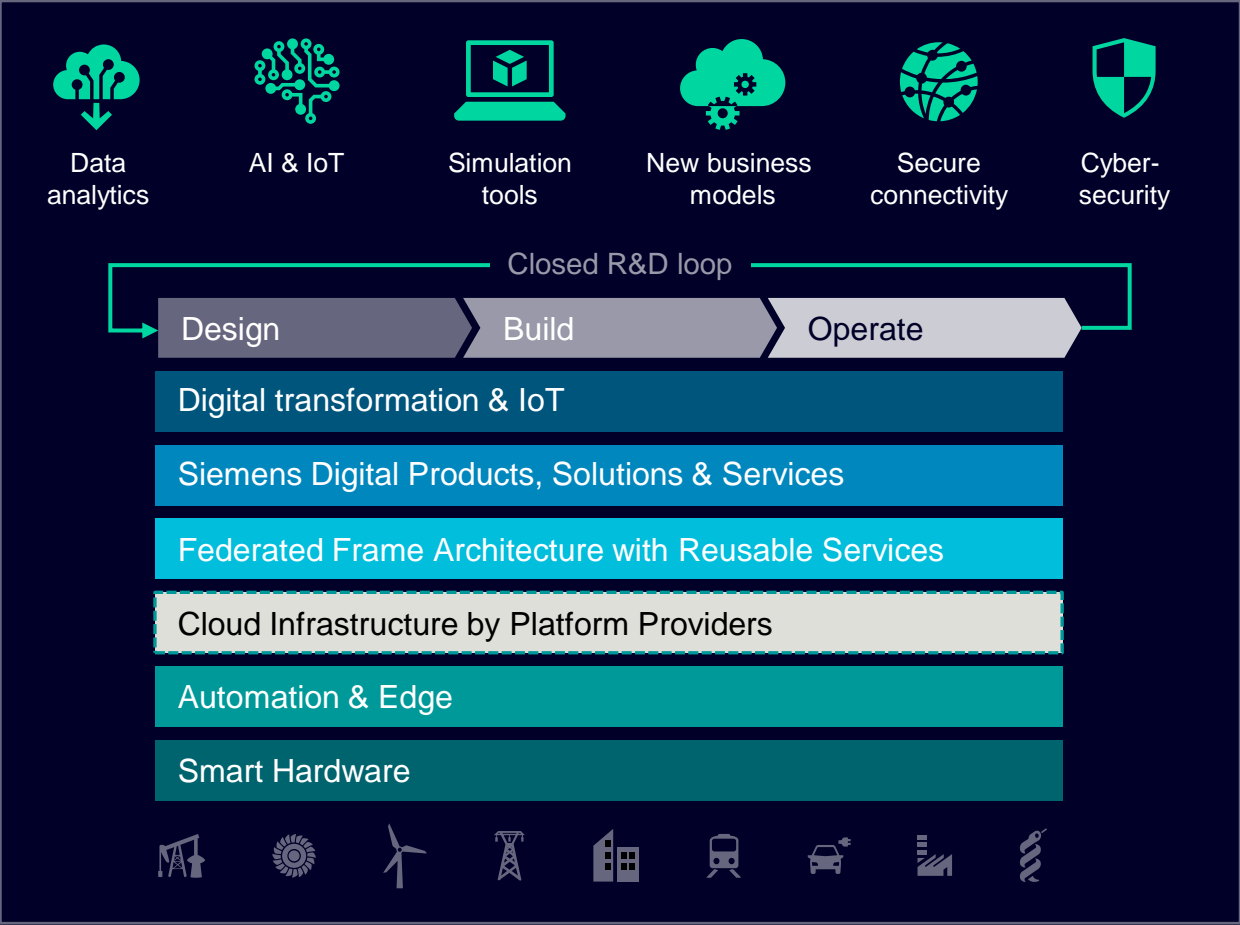 Data
analytics
AI & IoT
Simulation
tools
New business
models
Secure
connectivity
Cyber-
security
Closed R&D loop
Design
Build
Operate
Digital transformation & IoT
Siemens Digital Products, Solutions & Services
Federated Frame Architecture with Reusable Services
Cloud Infrastructure by Platform Providers
Automation & Edge
Smart Hardware